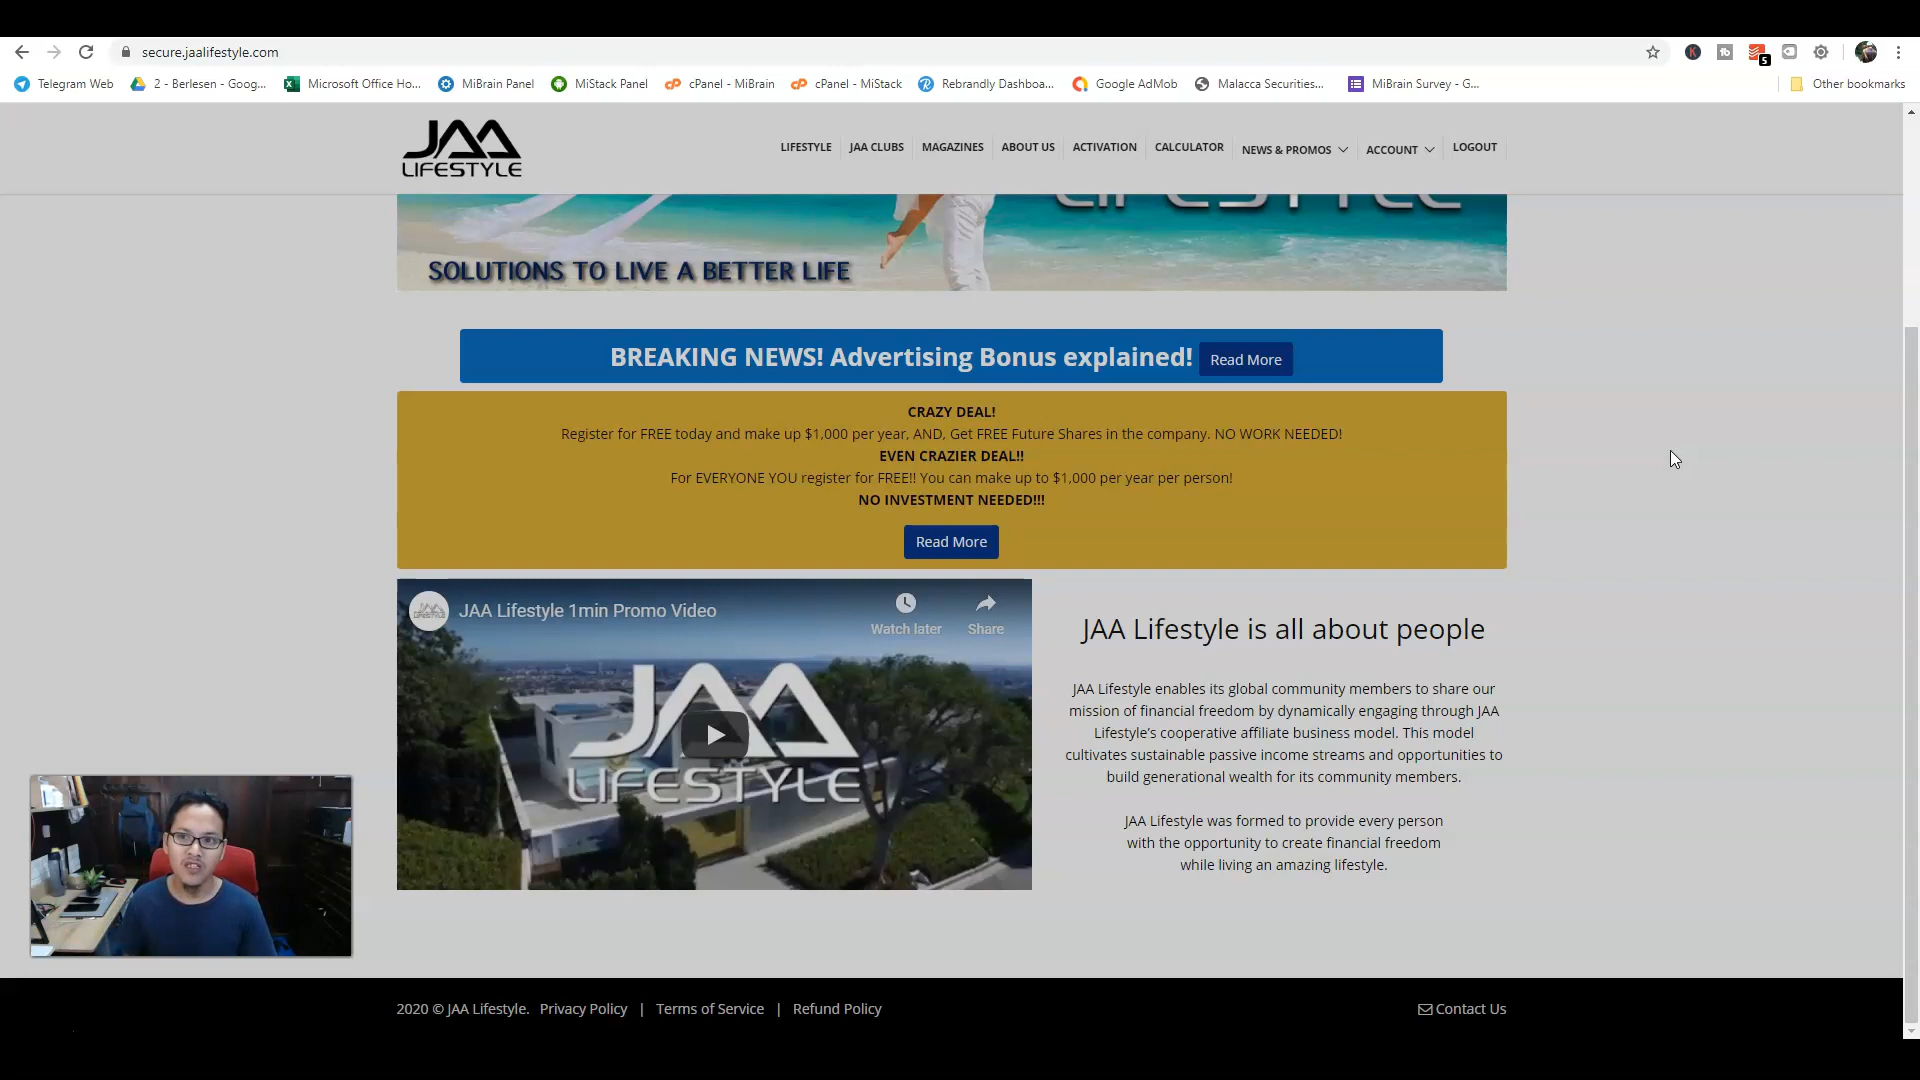 secure.jaalifestyle.com
5
Telegram Web
2 - Berlesen - Goog...
Microsoft Office Ho...
MiBrain Panel
MiStack Panel
cPanel - MiBrain
cPanel - MiStack
Rebrandly Dashboa...
Google AdMob
Malacca Securities...
MiBrain Survey - G...
Other bookmarks
JAA
LIFESTYLE
LIFESTYLE
JAA CLUBS
MAGAZINES
ABOUT US
ACTIVATION
CALCULATOR
NEWS & PROMOS
ACCOUNT
LOGOUT
LIFESTYLE
SOLUTIONS TO LIVE A BETTER LIFE
BREAKING NEWS! Advertising Bonus explained! Read More
CRAZY DEAL!
Register for FREE today and make up $1,000 per year, AND, Get FREE Future Shares in the company. NO WORK NEEDED!
EVEN CRAZIER DEAL!!
For EVERYONE YOU register for FREE!! You can make up to $1,000 per year per person!
NO INVESTMENT NEEDED!!!
Read More
JAA Lifestyle 1min Promo Video
Watch later
Share
JAA
LIFESTYLE
JAA Lifestyle is all about people
JAA Lifestyle enables its global community members to share our
mission of financial freedom by dynamically engaging through JAA
Lifestyle's cooperative affiliate business model. This model
cultivates sustainable passive income streams and opportunities to
build generational wealth for its community members.
JAA Lifestyle was formed to provide every person
with the opportunity to create financial freedom
while living an amazing lifestyle.
2020 © JAA Lifestyle. Privacy Policy | Terms of Service | Refund Policy
Contact Us